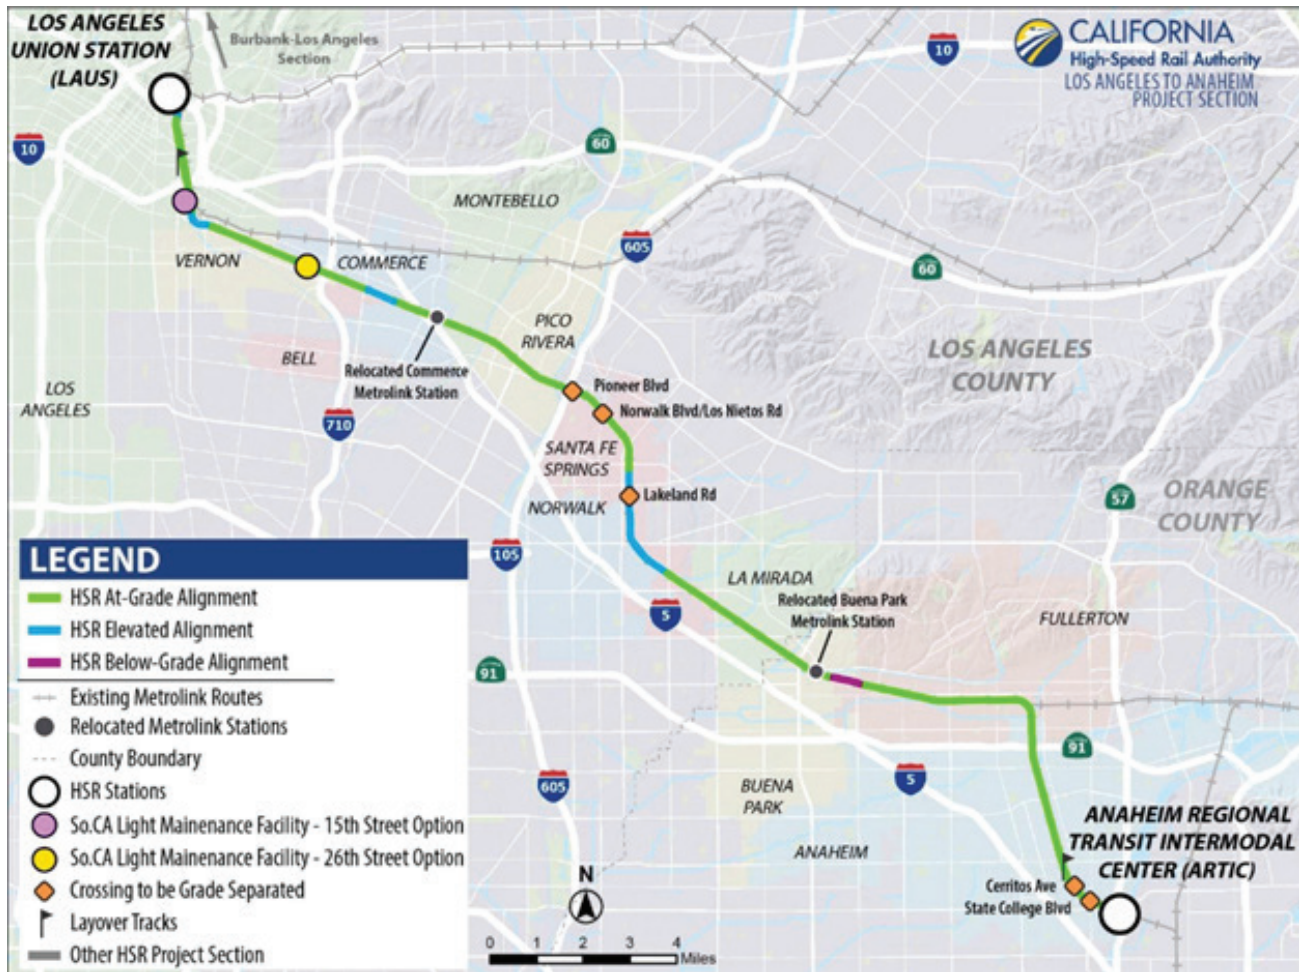 LOS ANGELES
UNION STATION
(LAUS)
Burbank-Los Angeles
Section
CALIFORNIA
High-Speed Rail Authority
LOS ANGELES TO ANAHEIM
PROJECT SECTION
10
10
60
MONTEBELLO
605
60
VERNON
COMMERCE
PICO
RIVERA
LOS ANGELES
COUNTY
BELL
Relocated Commerce
Metrolink Station
LOS
ANGELES
Pioneer Blvd
Norwalk Blvd/Los Nietos Rd
710
SANTA FE
SPRINGS
Lakeland Rd
NORWALK
57
ORANGE
COUNTY
105
LA MIRADA
Relocated Buena Park
Metrolink Station
5
FULLERTON
91
91
605
5
BUENA
PARK
ANAHEIM
ANAHEIM REGIONAL
TRANSIT INTERMODAL
CENTER (ARTIC)
Cerritos Ave
State College Blvd
N
0 1 2 3 4
Miles
LEGEND
HSR At-Grade Alignment
HSR Elevated Alignment
HSR Below-Grade Alignment
Existing Metrolink Routes
Relocated Metrolink Stations
County Boundary
HSR Stations
So.CA Light Mainenance Facility - 15th Street Option
So.CA Light Mainenance Facility - 26th Street Option
Crossing to be Grade Separated
Layover Tracks
Other HSR Project Section